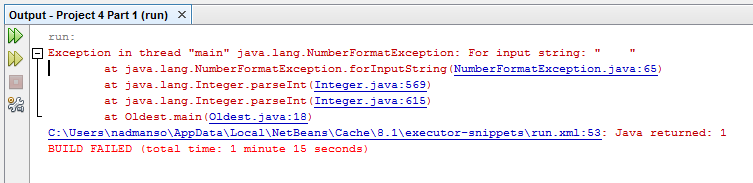 Output - Project 4 Part 1 (run) ×
run:
Exception in thread "main" java.lang.NumberFormatException: For input string: "    "
at java.lang.NumberFormatException.forInputString(NumberFormatException.java:65)
at java.lang.Integer.parseInt(Integer.java:569)
at java.lang.Integer.parseInt(Integer.java:615)
at Oldest.main(Oldest.java:18)
C:\Users\nadmanso\AppData\Local\NetBeans\Cache\8.1\executor-snippets\run.xml:53: Java returned: 1
BUILD FAILED (total time: 1 minute 15 seconds)